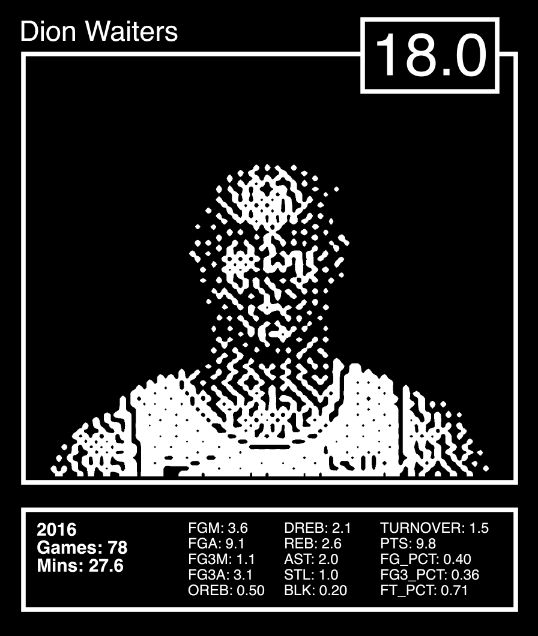 Dion Waiters
18.0
2016
Games: 78
Mins: 27.6
FGM: 3.6
FGA: 9.1
FG3M: 1.1
FG3A: 3.1
OREB: 0.50
DREB: 2.1
REB: 2.6
AST: 2.0
STL: 1.0
BLK: 0.20
TURNOVER: 1.5
PTS: 9.8
FG_PCT: 0.40
FG3_PCT: 0.36
FT_PCT: 0.71